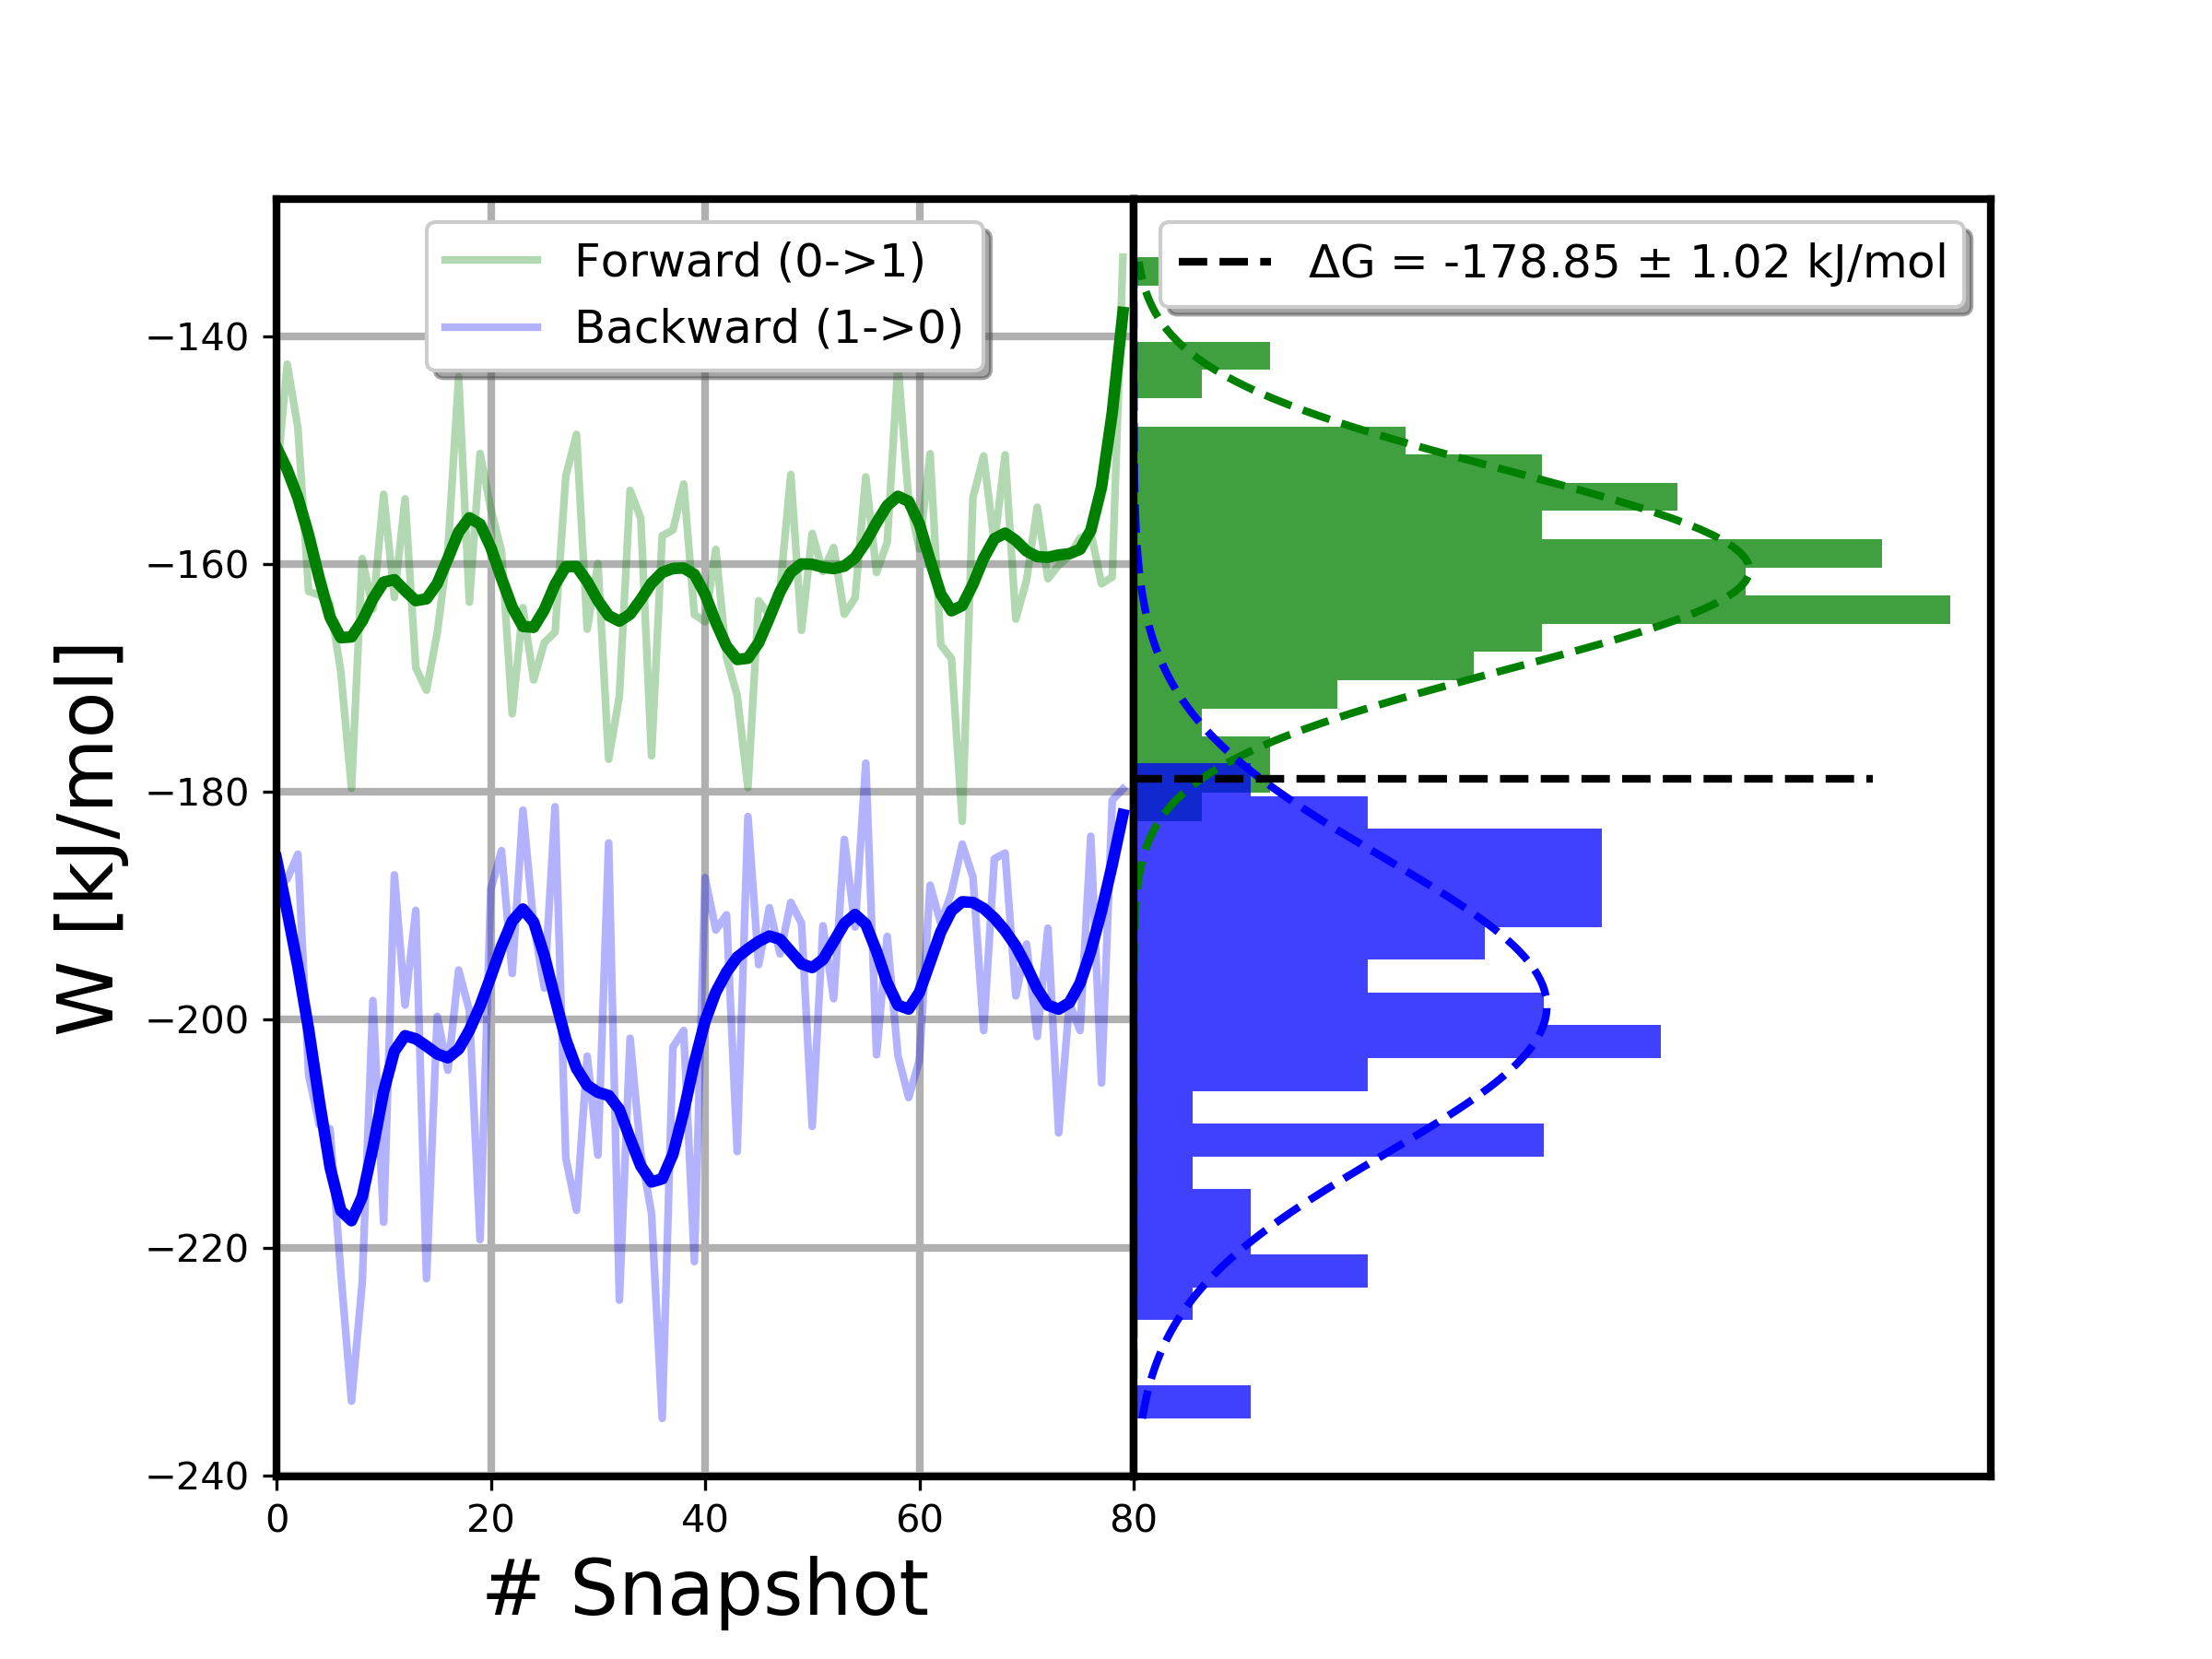 Forward (0->1)
Backward (1->0)
ΔG = -178.85 ± 1.02 kJ/mol
W [kJ/mol]
−140
−160
−180
−200
−220
−240
0 20 40 60 80
# Snapshot